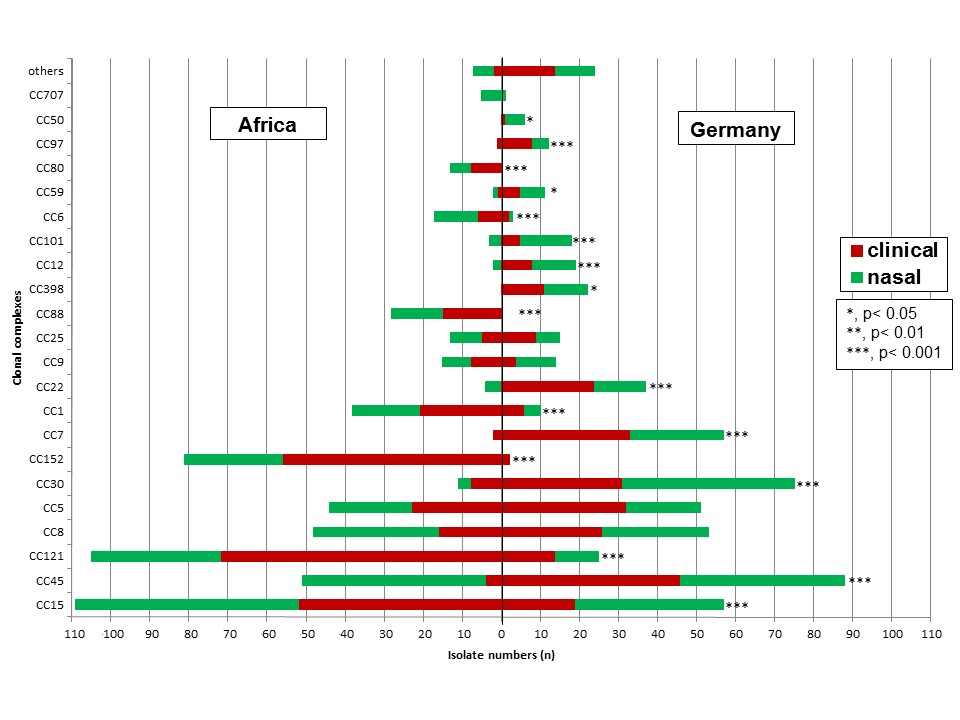 others
CC707
CC50 *
CC97 ***
CC80 ***
CC59 *
CC6 ***
CC101 ***
CC12 ***
CC398 *
CC88 ***
CC25
CC9
CC22 ***
CC1 ***
CC7 ***
CC152 ***
CC30 ***
CC5
CC8
CC121 ***
CC45 ***
CC15 ***
Clonal complexes
Africa
Germany
clinical
nasal
*, p< 0.05
**, p< 0.01
***, p< 0.001
110 100 90 80 70 60 50 40 30 20 10 0 10 20 30 40 50 60 70 80 90 100 110
Isolate numbers (n)